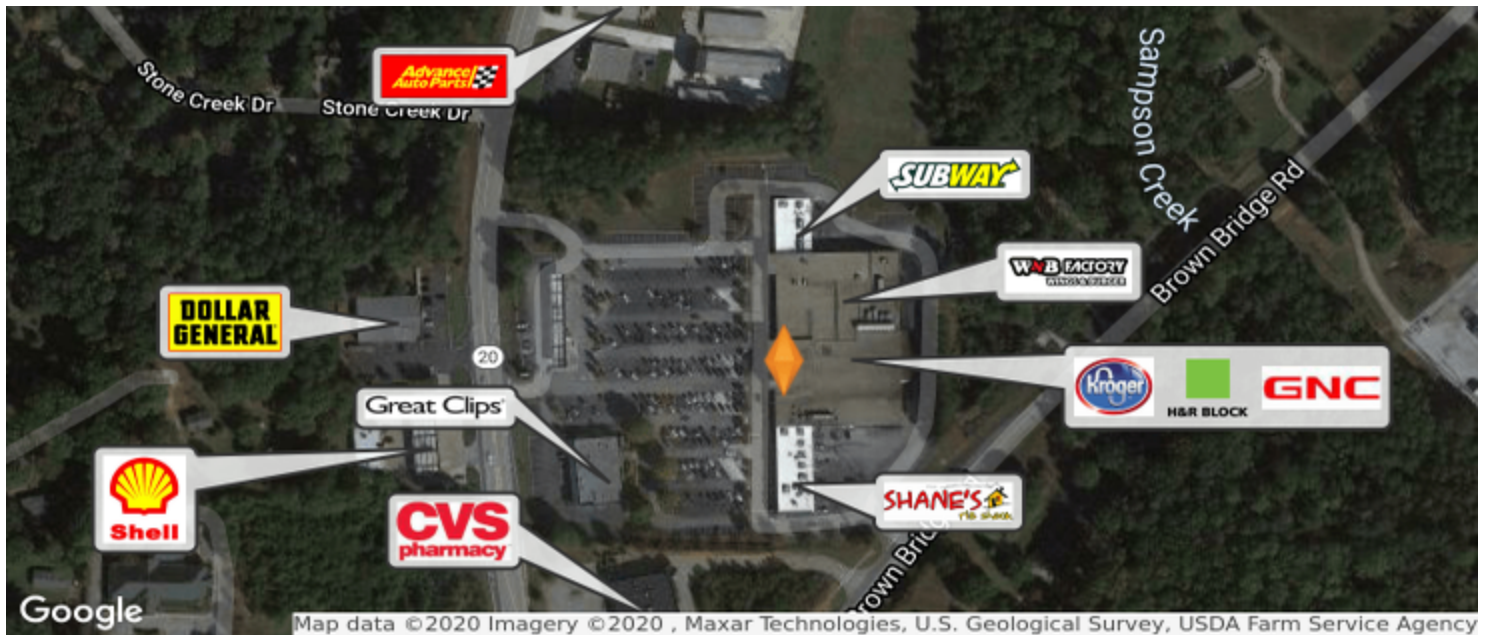 Advance
Auto Parts
Stone Creek Dr
Stone Creek Dr
Sampson Creek
SUBWAY
Brown Bridge Rd
WNB FACTORY
WINGS & BURGER
DOLLAR
GENERAL
20
Kroger
H&R BLOCK
GNC
Great Clips
Shell
CVS
pharmacy
SHANE'S
rib shack
Brown Bridge
Google
Map data ©2020 Imagery ©2020 , Maxar Technologies, U.S. Geological Survey, USDA Farm Service Agency